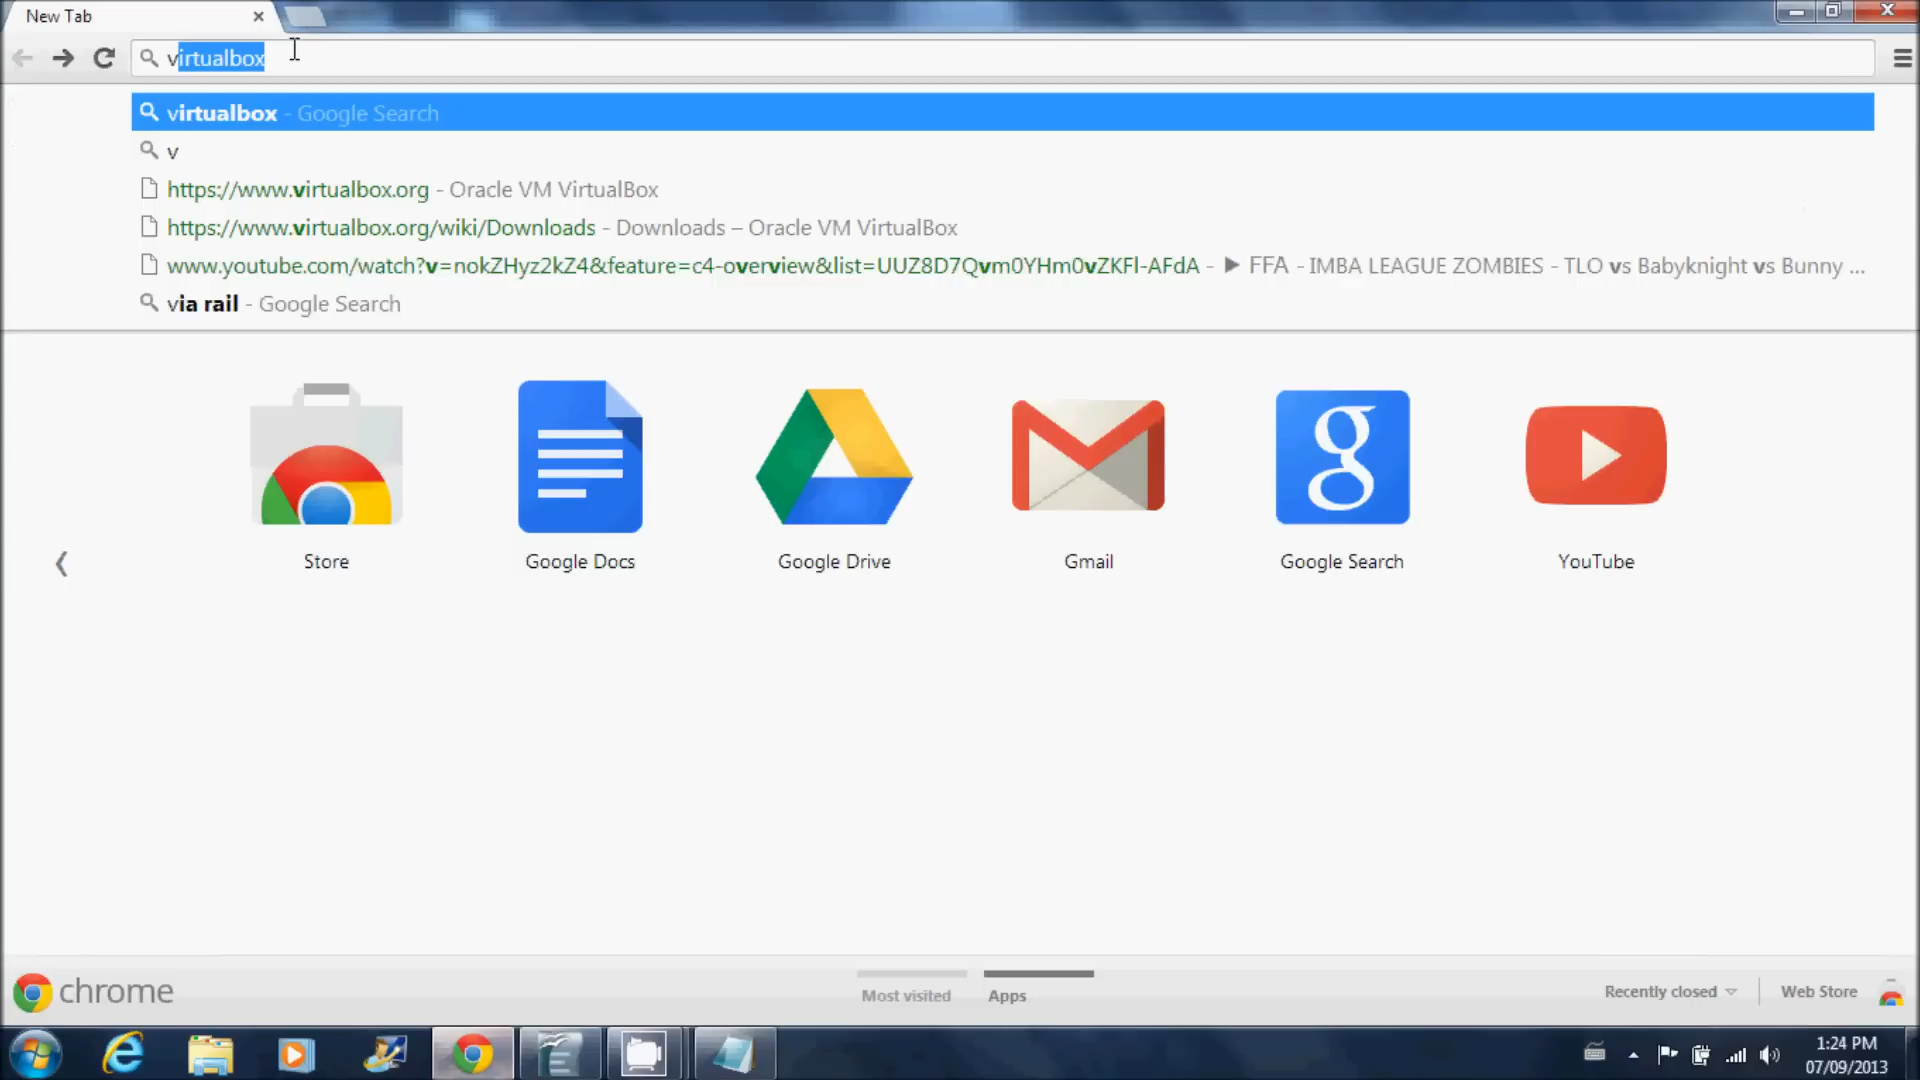 New Tab
virtualbox
virtualbox - Google Search
v
https://www.virtualbox.org - Oracle VM VirtualBox
https://www.virtualbox.org/wiki/Downloads - Downloads – Oracle VM VirtualBox
www.youtube.com/watch?v=nokZHyz2kZ4&feature=c4-overview&list=UUZ8D7Qvm0YHm0vZKFl-AFdA - ▶ FFA - IMBA LEAGUE ZOMBIES - TLO vs Babyknight vs Bunny ...
via rail - Google Search
Store
Google Docs
Google Drive
Gmail
Google Search
YouTube
chrome
Most visited
Apps
Recently closed
Web Store
1:24 PM
07/09/2013